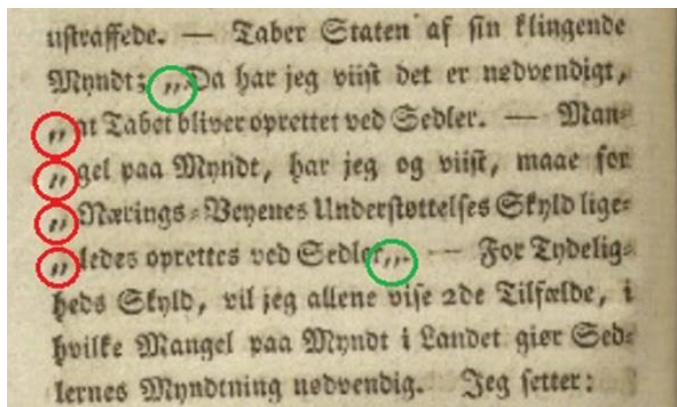 ustraffede. — Taber Staten af sin klingende
Myndt; „Da har jeg viist det er nødvendigt,
„at Tabet bliver oprettet ved Sedler. — Man-
„gel paa Myndt, har jeg og viist, maae for
„Nærings-Veyenes Understøttelses Skyld lige-
„ledes oprettes ved Sedler„. — For Tydelig-
heds Skyld, vil jeg allene vise 2de Tilfælde, i
hvilke Mangel paa Myndt i Landet giør Sed-
lernes Myndtning nødvendig. Jeg setter: